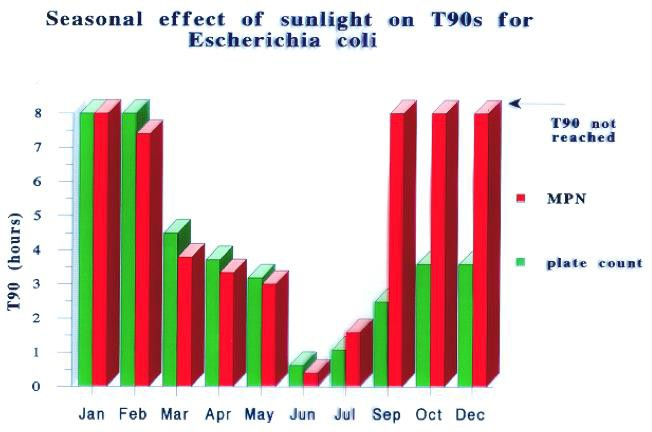 Seasonal effect of sunlight on T90s for
Escherichia coli
T90 (hours)
8
7
6
5
4
3
2
1
0
Jan Feb Mar Apr May Jun Jul Sep Oct Dec
T90 not
reached
MPN
plate count